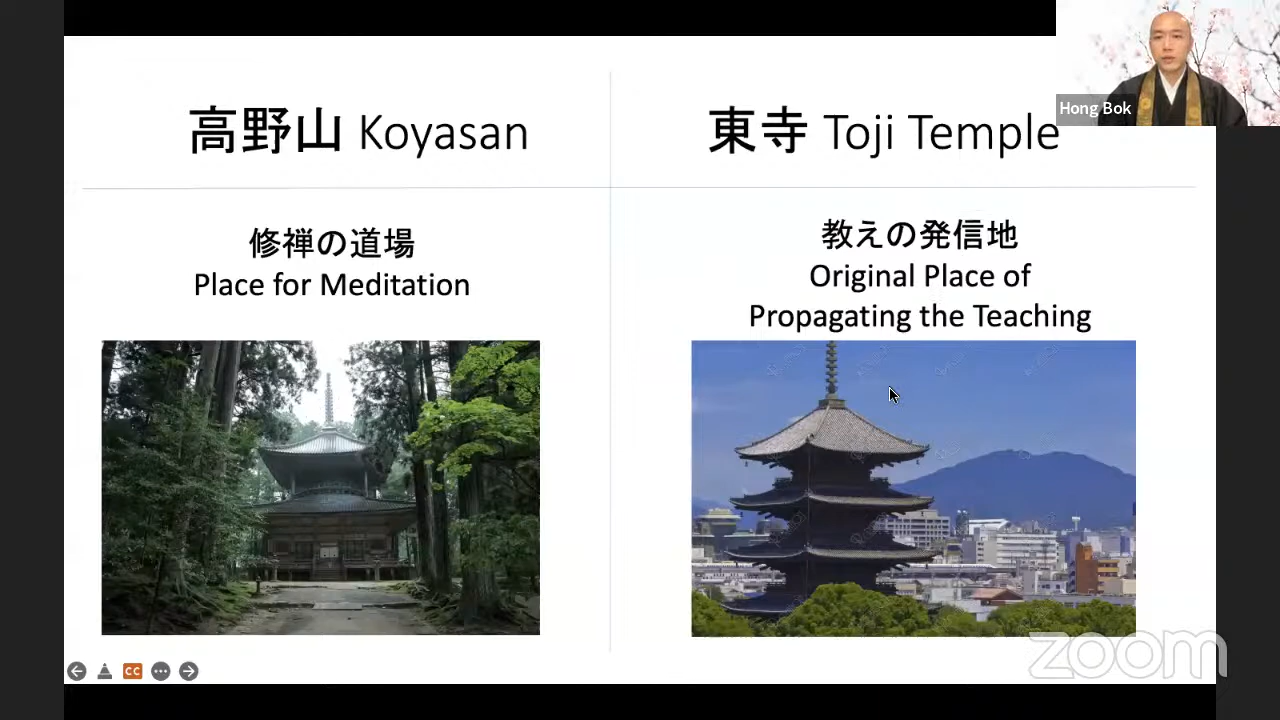 高野山 Koyasan
東寺 Toji Temple
Hong Bok
修禅の道場
Place for Meditation
教えの発信地
Original Place of
Propagating the Teaching
CC
zoom